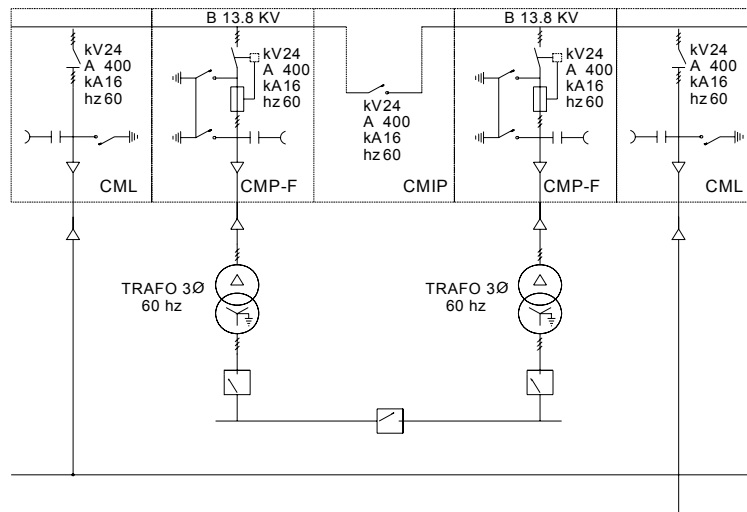 B 13.8 KV
B 13.8 KV
kV24
A 400
kA16
hz60
kV24
A 400
kA16
hz60
kV24
A 400
kA16
hz60
kV24
A 400
kA16
hz60
kV24
A 400
kA16
hz60
CML
CMP-F
CMIP
CMP-F
CML
TRAFO 3Ø
60 hz
TRAFO 3Ø
60 hz